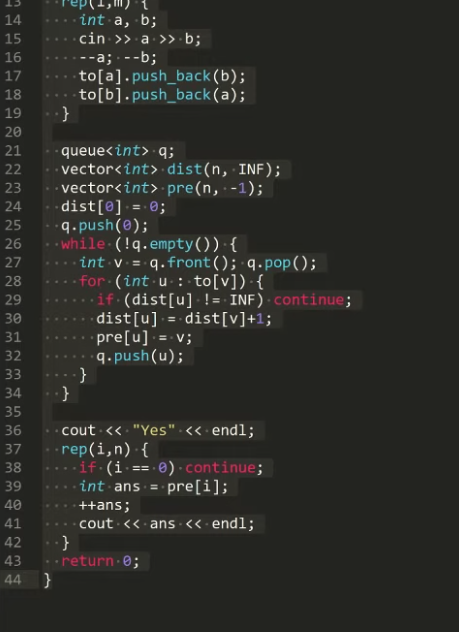 13 rep(i,m) {
14 int a, b;
15 cin >> a >> b;
16 --a; --b;
17 to[a].push_back(b);
18 to[b].push_back(a);
19 }
20
21 queue<int> q;
22 vector<int> dist(n, INF);
23 vector<int> pre(n, -1);
24 dist[0] = 0;
25 q.push(0);
26 while (!q.empty()) {
27 int v = q.front(); q.pop();
28 for (int u : to[v]) {
29 if (dist[u] != INF) continue;
30 dist[u] = dist[v]+1;
31 pre[u] = v;
32 q.push(u);
33 }
34 }
35
36 cout << "Yes" << endl;
37 rep(i,n) {
38 if (i == 0) continue;
39 int ans = pre[i];
40 ++ans;
41 cout << ans << endl;
42 }
43 return 0;
44 }